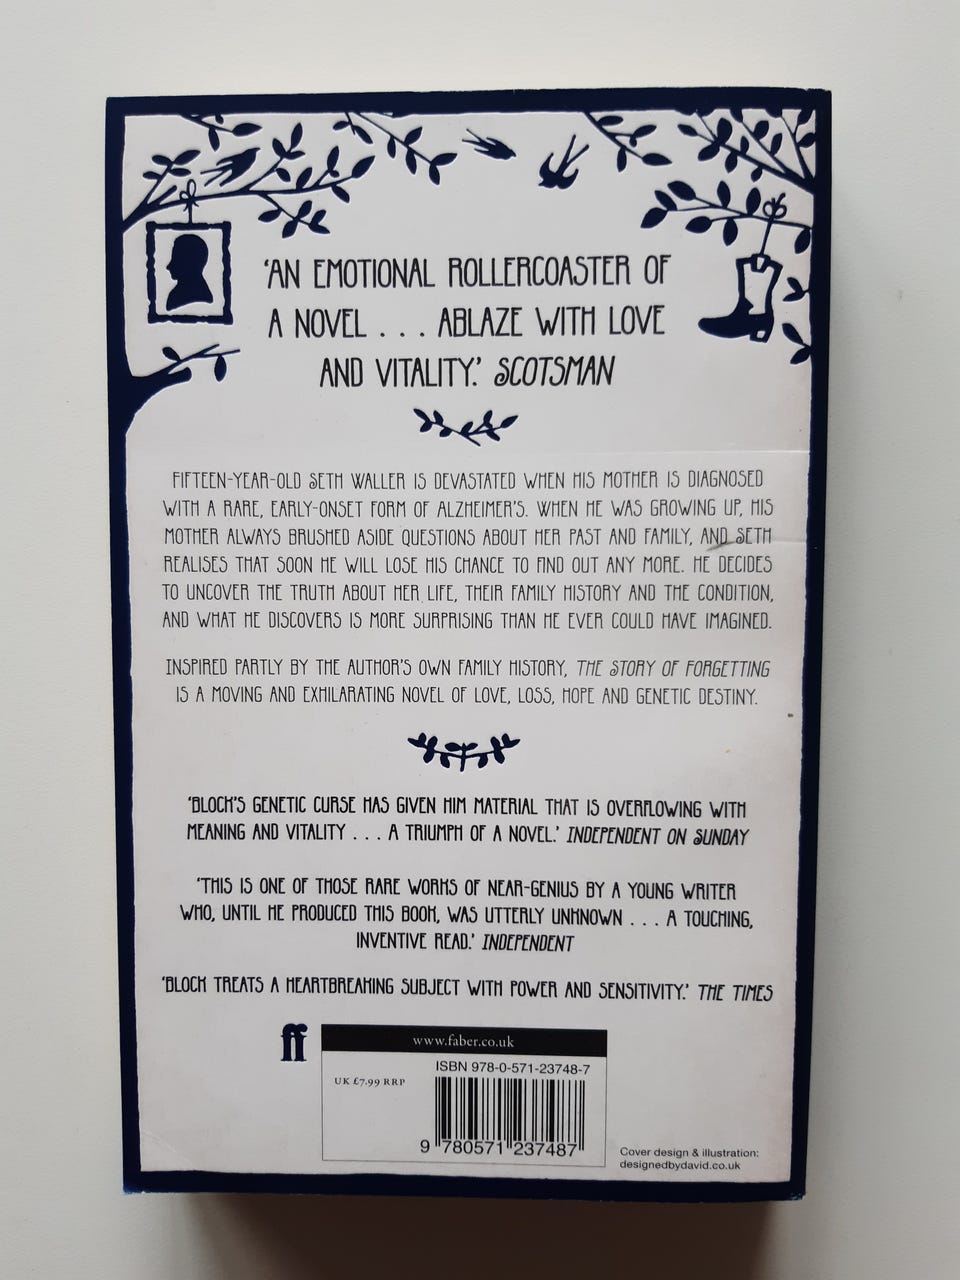 ‘AN EMOTIONAL ROLLERCOASTER OF
A NOVEL . . . ABLAZE WITH LOVE
AND VITALITY.’ SCOTSMAN
FIFTEEN-YEAR-OLD SETH WALLER IS DEVASTATED WHEN HIS MOTHER IS DIAGNOSED
WITH A RARE, EARLY-ONSET FORM OF ALZHEIMER’S. WHEN HE WAS GROWING UP, HIS
MOTHER ALWAYS BRUSHED ASIDE QUESTIONS ABOUT HER PAST AND FAMILY, AND SETH
REALISES THAT SOON HE WILL LOSE HIS CHANCE TO FIND OUT ANY MORE. HE DECIDES
TO UNCOVER THE TRUTH ABOUT HER LIFE, THEIR FAMILY HISTORY AND THE CONDITION,
AND WHAT HE DISCOVERS IS MORE SURPRISING THAN HE EVER COULD HAVE IMAGINED.
INSPIRED PARTLY BY THE AUTHOR’S OWN FAMILY HISTORY, THE STORY OF FORGETTING
IS A MOVING AND EXHILARATING NOVEL OF LOVE, LOSS, HOPE AND GENETIC DESTINY.
‘BLOCK’S GENETIC CURSE HAS GIVEN HIM MATERIAL THAT IS OVERFLOWING WITH
MEANING AND VITALITY . . . A TRIUMPH OF A NOVEL.’ INDEPENDENT ON SUNDAY
‘THIS IS ONE OF THOSE RARE WORKS OF NEAR-GENIUS BY A YOUNG WRITER
WHO, UNTIL HE PRODUCED THIS BOOK, WAS UTTERLY UNKNOWN . . . A TOUCHING,
INVENTIVE READ.’ INDEPENDENT
‘BLOCK TREATS A HEARTBREAKING SUBJECT WITH POWER AND SENSITIVITY.’ THE TIMES
ff
www.faber.co.uk
ISBN 978-0-571-23748-7
UK £7.99 RRP
9 780571 237487
Cover design & illustration:
designedbydavid.co.uk